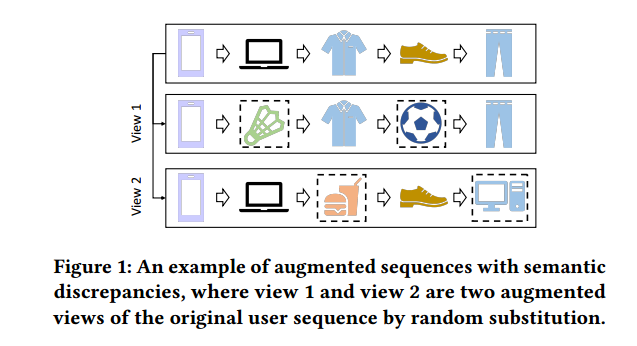 View 1
View 2
Figure 1: An example of augmented sequences with semantic
discrepancies, where view 1 and view 2 are two augmented
views of the original user sequence by random substitution.